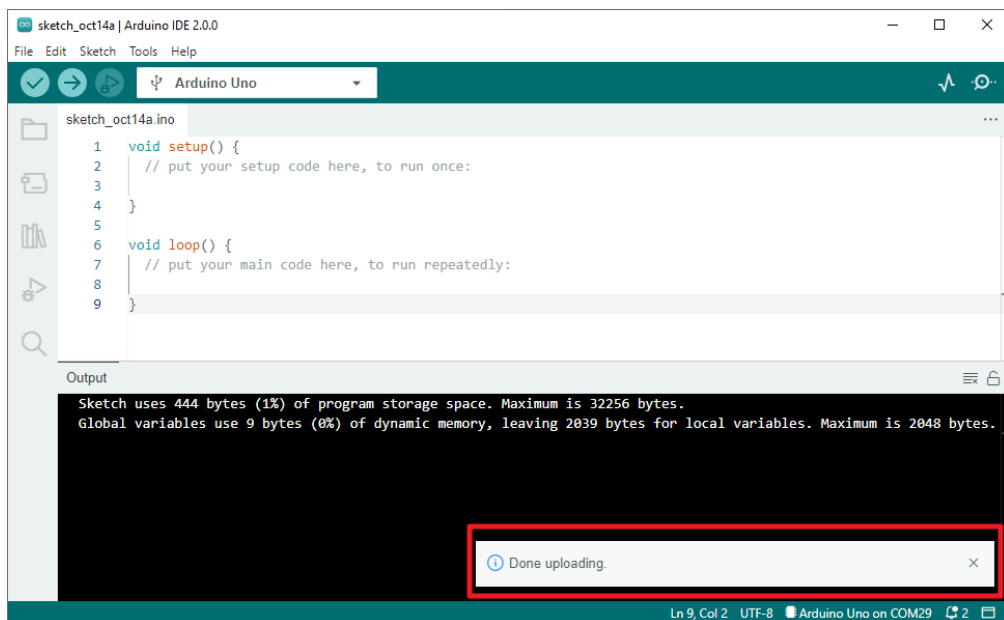 sketch_oct14a | Arduino IDE 2.0.0
File Edit Sketch Tools Help
Arduino Uno
sketch_oct14a.ino
1 void setup() {
2 // put your setup code here, to run once:
3
4 }
5
6 void loop() {
7 // put your main code here, to run repeatedly:
8
9 }
Output
Sketch uses 444 bytes (1%) of program storage space. Maximum is 32256 bytes.
Global variables use 9 bytes (0%) of dynamic memory, leaving 2039 bytes for local variables. Maximum is 2048 bytes.
Done uploading.
Ln 9, Col 2 UTF-8 Arduino Uno on COM29 2